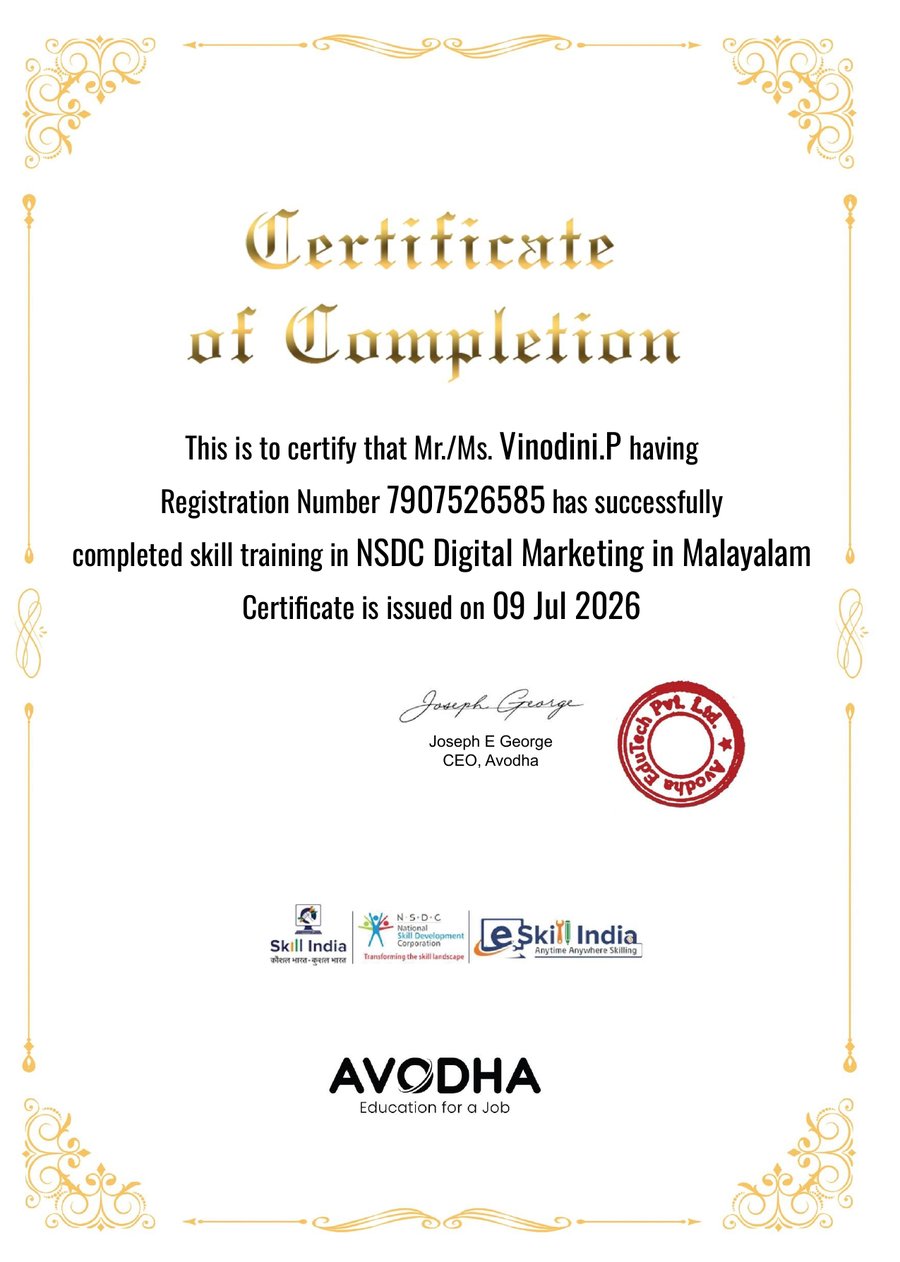 Certificate
of Completion
This is to certify that Mr./Ms. Vinodini.P having
Registration Number 7907526585 has successfully
completed skill training in NSDC Digital Marketing in Malayalam
Certificate is issued on 09 Jul 2026
Joseph George
Joseph E George
CEO, Avodha
Avodha EduTech Pvt. Ltd.
Skill India
कौशल भारत-कुशल भारत
N·S·D·C
National
Skill Development
Corporation
Transforming the skill landscape
eSkill India
Anytime Anywhere Skilling
AVODHA
Education for a Job